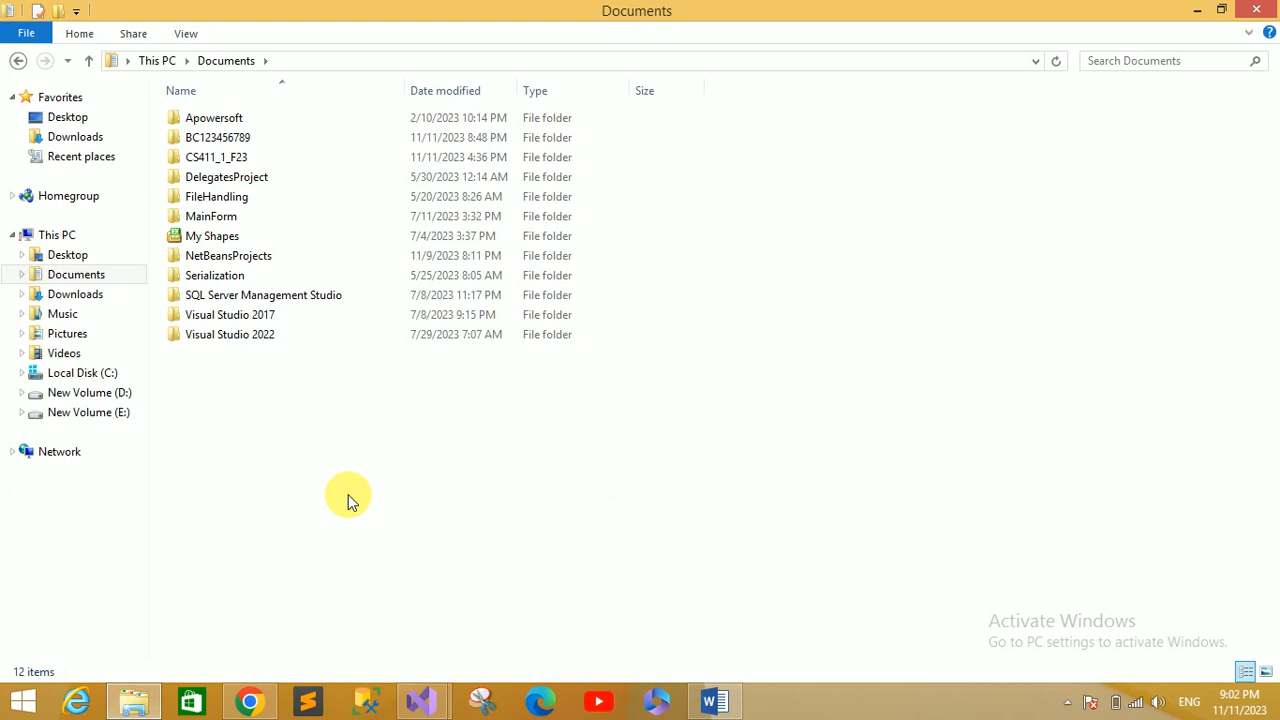 Documents
File Home Share View
This PC Documents Search Documents
Name Date modified Type Size
Favorites
Desktop
Downloads
Recent places
Homegroup
This PC
Desktop
Documents
Downloads
Music
Pictures
Videos
Local Disk (C:)
New Volume (D:)
New Volume (E:)
Network
Apowersoft 2/10/2023 10:14 PM File folder
BC123456789 11/11/2023 8:48 PM File folder
CS411_1_F23 11/11/2023 4:36 PM File folder
DelegatesProject 5/30/2023 12:14 AM File folder
FileHandling 5/20/2023 8:26 AM File folder
MainForm 7/11/2023 3:32 PM File folder
My Shapes 7/4/2023 3:37 PM File folder
NetBeansProjects 11/9/2023 8:11 PM File folder
Serialization 5/25/2023 8:05 AM File folder
SQL Server Management Studio 7/8/2023 11:17 PM File folder
Visual Studio 2017 7/8/2023 9:15 PM File folder
Visual Studio 2022 7/29/2023 7:07 AM File folder
Activate Windows
Go to PC settings to activate Windows.
12 items
ENG
9:02 PM
11/11/2023